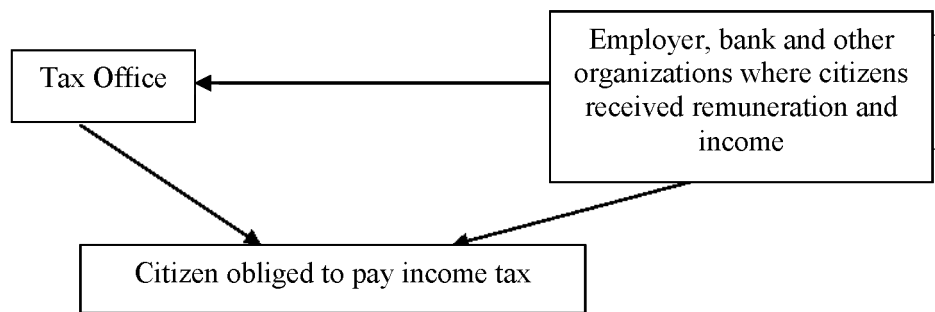 Tax Office
Employer, bank and other
organizations where citizens
received remuneration and
income
Citizen obliged to pay income tax